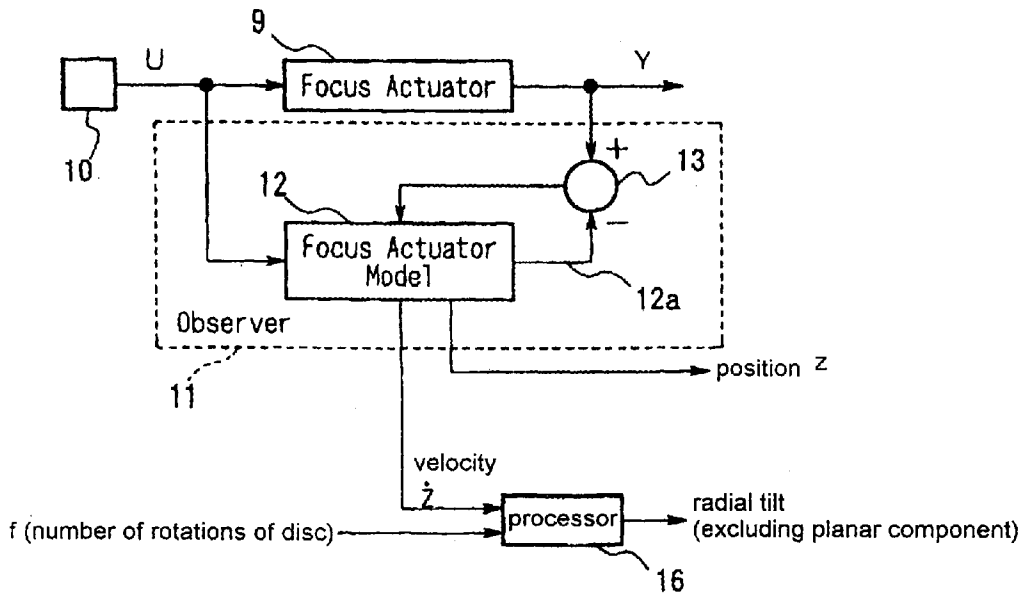 9
U
Y
Focus Actuator
10
+
13
12
−
Focus Actuator
Model
12a
Observer
11
position z
velocity
ż
f (number of rotations of disc)
processor
radial tilt
(excluding planar component)
16